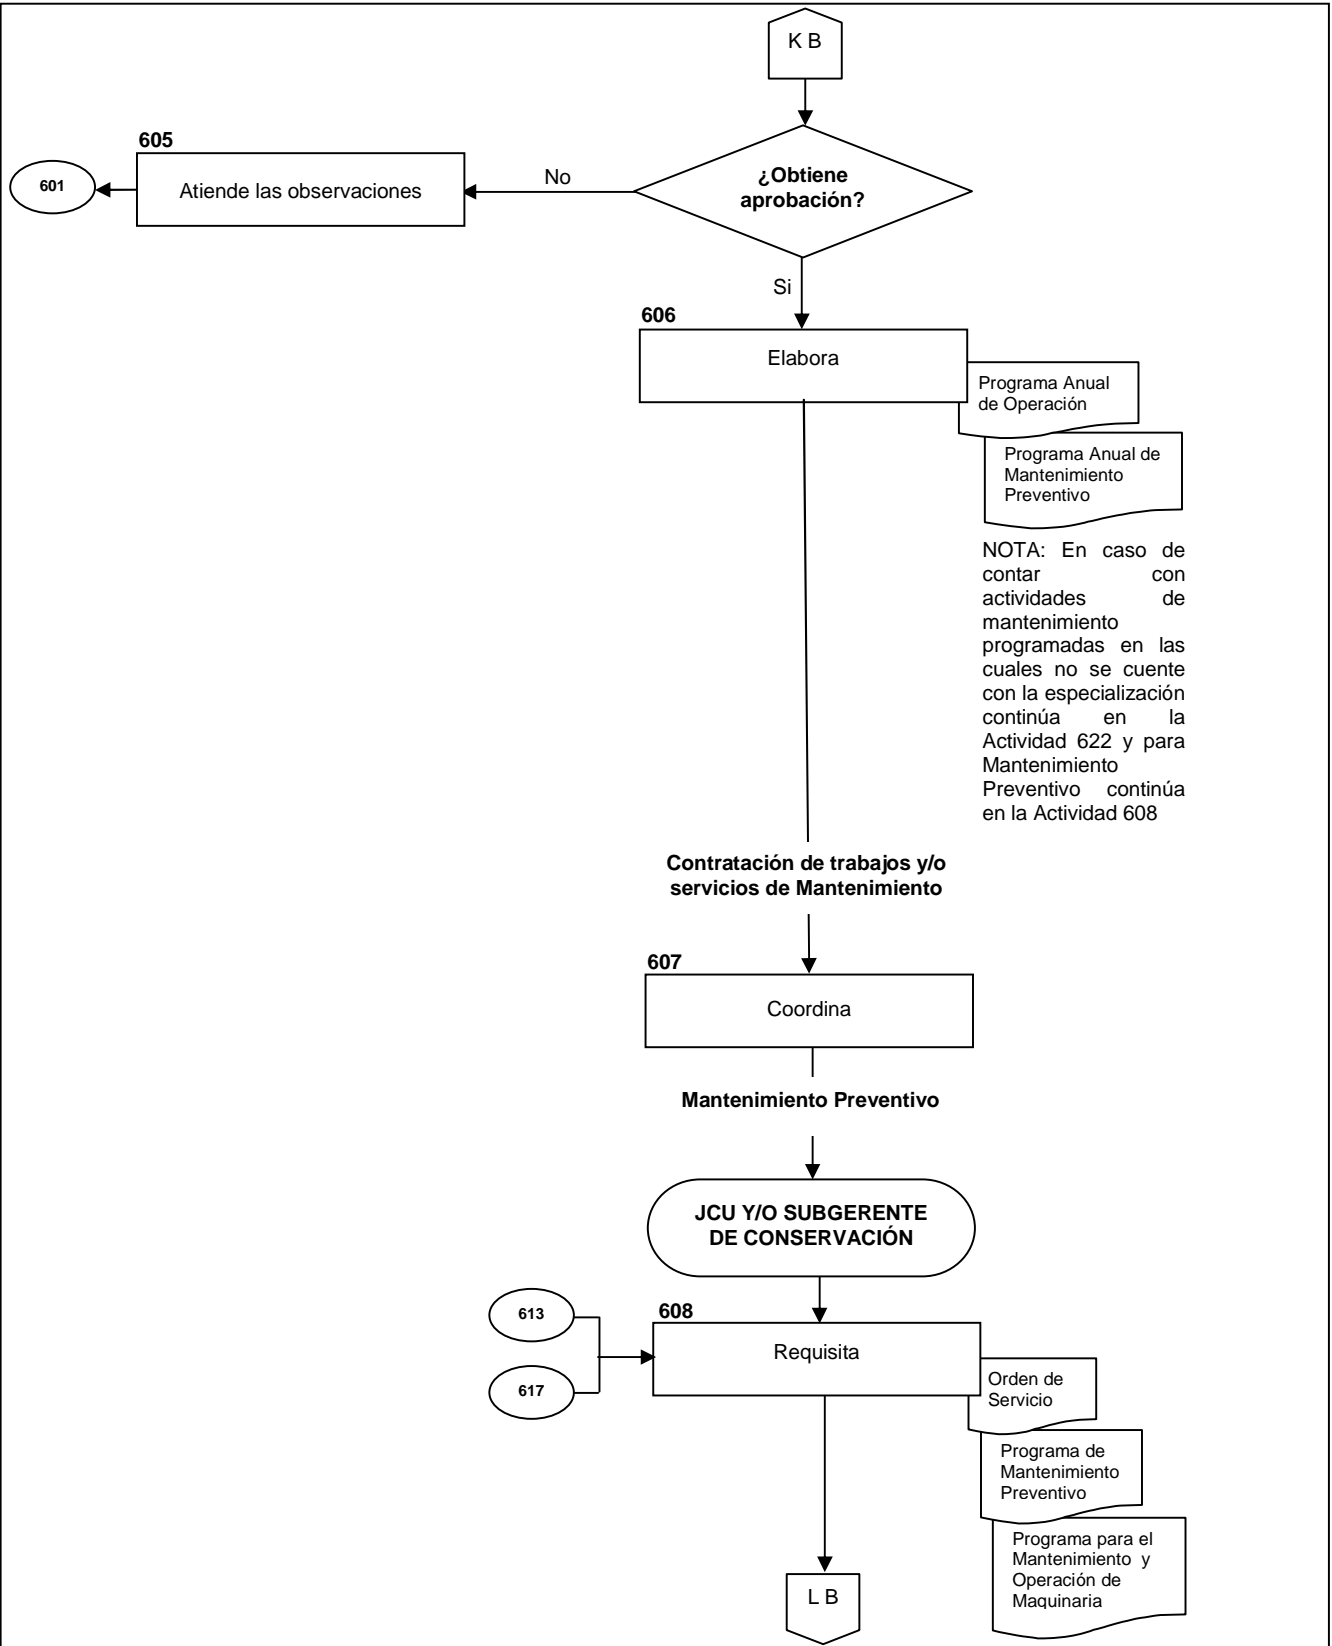 K B
¿Obtiene
aprobación?
No
605
Atiende las observaciones
601
Si
606
Elabora
Programa Anual
de Operación
Programa Anual de
Mantenimiento
Preventivo
NOTA: En caso de
contar con
actividades de
mantenimiento
programadas en las
cuales no se cuente
con la especialización
continúa en la
Actividad 622 y para
Mantenimiento
Preventivo continúa
en la Actividad 608
Contratación de trabajos y/o
servicios de Mantenimiento
607
Coordina
Mantenimiento Preventivo
JCU Y/O SUBGERENTE
DE CONSERVACIÓN
613
617
608
Requisita
Orden de
Servicio
Programa de
Mantenimiento
Preventivo
Programa para el
Mantenimiento y
Operación de
Maquinaria
L B